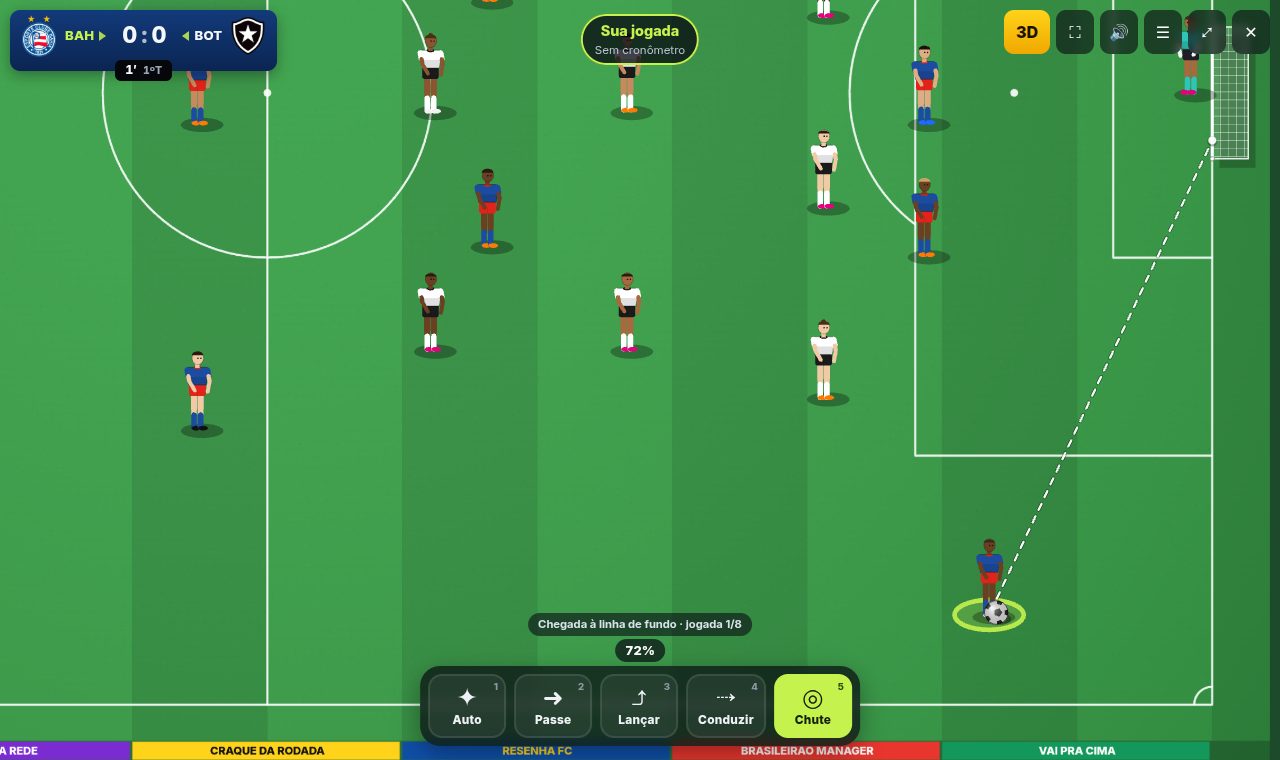 BAH 0:0 BOT
1' 1ºT
Sua jogada
Sem cronômetro
3D
Chegada à linha de fundo · jogada 1/8
72%
1 2 3 4 5
Auto Passe Lançar Conduzir Chute
A REDE CRAQUE DA RODADA RESENHA FC BRASILEIRAO MANAGER VAI PRA CIMA